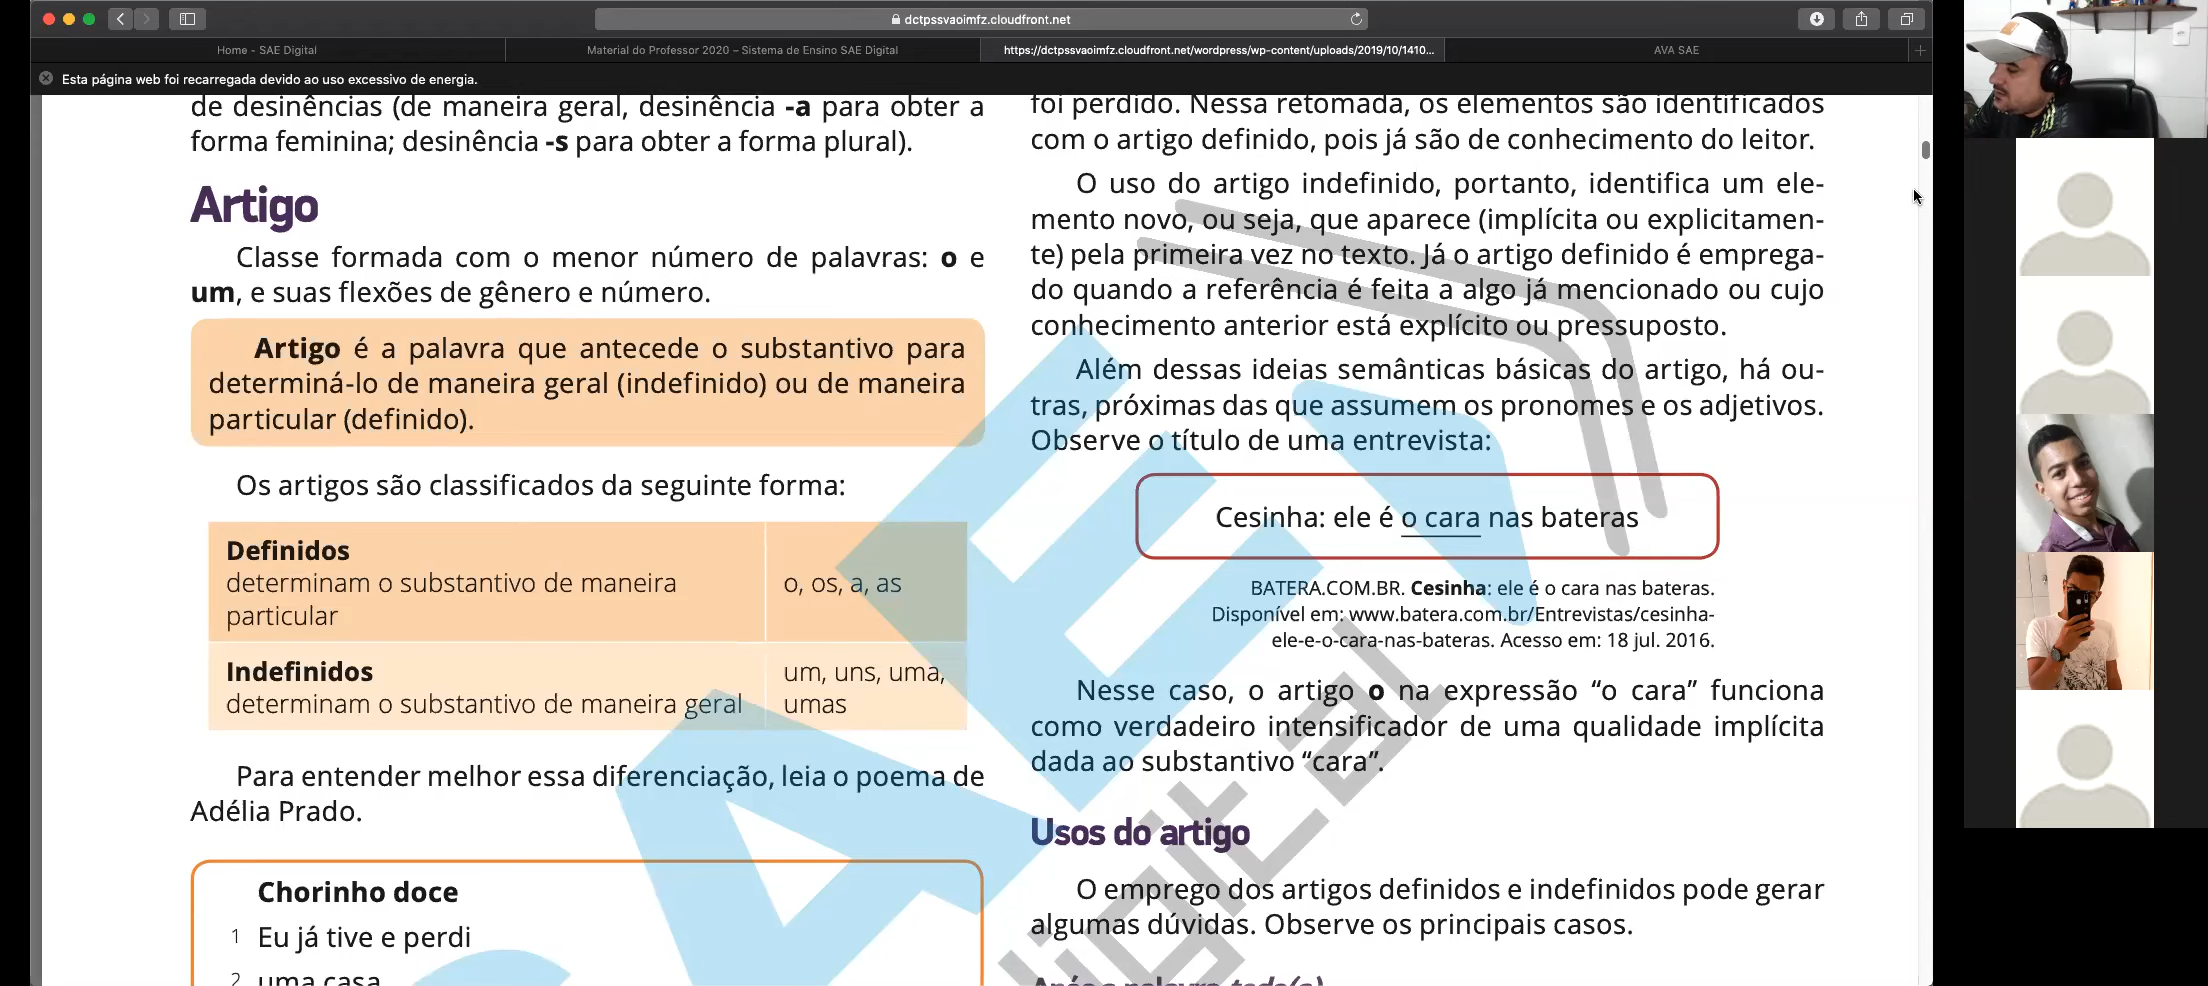 dctpssvaoimfz.cloudfront.net
Home - SAE Digital
Material do Professor 2020 – Sistema de Ensino SAE Digital
https://dctpssvaoimfz.cloudfront.net/wordpress/wp-content/uploads/2019/10/1410...
AVA SAE
Esta página web foi recarregada devido ao uso excessivo de energia.
de desinências (de maneira geral, desinência -a para obter a
forma feminina; desinência -s para obter a forma plural).
Artigo
Classe formada com o menor número de palavras: o e
um, e suas flexões de gênero e número.
Artigo é a palavra que antecede o substantivo para
determiná-lo de maneira geral (indefinido) ou de maneira
particular (definido).
Os artigos são classificados da seguinte forma:
Definidos
determinam o substantivo de maneira
particular
o, os, a, as
Indefinidos
determinam o substantivo de maneira geral
um, uns, uma,
umas
Para entender melhor essa diferenciação, leia o poema de
Adélia Prado.
Chorinho doce
1 Eu já tive e perdi
2 uma casa
foi perdido. Nessa retomada, os elementos são identificados
com o artigo definido, pois já são de conhecimento do leitor.
O uso do artigo indefinido, portanto, identifica um ele-
mento novo, ou seja, que aparece (implícita ou explicitamen-
te) pela primeira vez no texto. Já o artigo definido é emprega-
do quando a referência é feita a algo já mencionado ou cujo
conhecimento anterior está explícito ou pressuposto.
Além dessas ideias semânticas básicas do artigo, há ou-
tras, próximas das que assumem os pronomes e os adjetivos.
Observe o título de uma entrevista:
Cesinha: ele é o cara nas bateras
BATERA.COM.BR. Cesinha: ele é o cara nas bateras.
Disponível em: www.batera.com.br/Entrevistas/cesinha-
ele-e-o-cara-nas-bateras. Acesso em: 18 jul. 2016.
Nesse caso, o artigo o na expressão “o cara” funciona
como verdadeiro intensificador de uma qualidade implícita
dada ao substantivo “cara”.
Usos do artigo
O emprego dos artigos definidos e indefinidos pode gerar
algumas dúvidas. Observe os principais casos.
Após a palavra todo(a)
SAE
digital